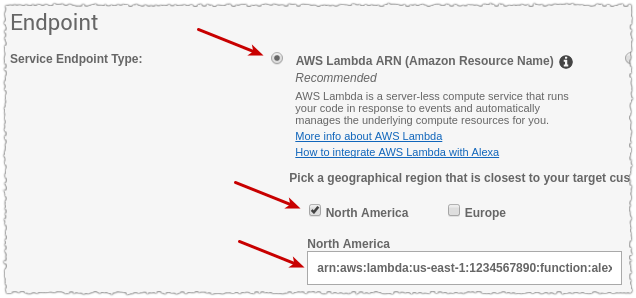 Endpoint
Service Endpoint Type:
AWS Lambda ARN (Amazon Resource Name)
Recommended
AWS Lambda is a server-less compute service that runs
your code in response to events and automatically
manages the underlying compute resources for you.
More info about AWS Lambda
How to integrate AWS Lambda with Alexa
Pick a geographical region that is closest to your target cus
North America Europe
North America
arn:aws:lambda:us-east-1:1234567890:function:alex